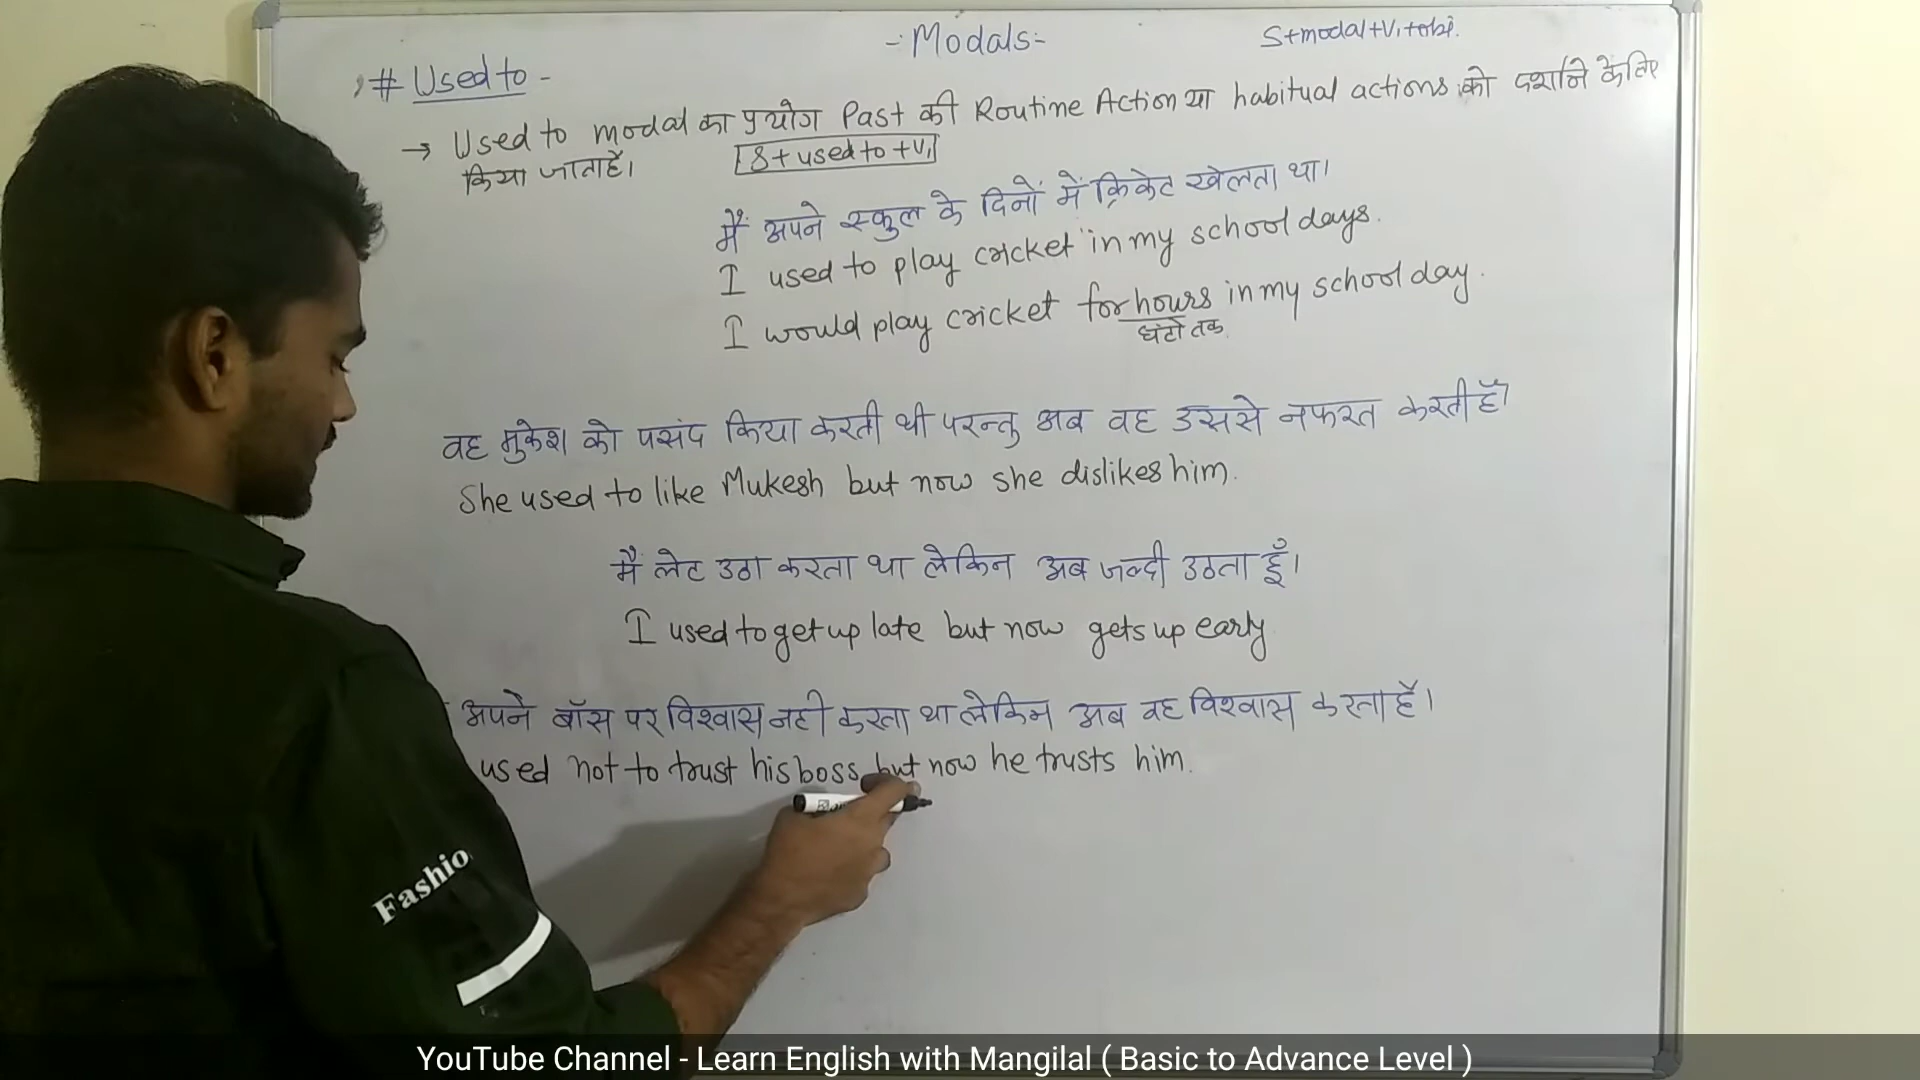 -: Modals:-
S+modal+V₁+obj.
# Used to -
→ Used to modal का प्रयोग Past की Routine Action या habitual actions को दर्शाने के लिए
किया जाता हैं।
S+ used to +V₁
मैं अपने स्कुल के दिनों में क्रिकेट खेलता था।
I used to play cricket in my school days.
I would play cricket for hours in my school day.
घंटो तक
वह मुकेश को पसंद किया करती थी परन्तु अब वह उससे नफरत करती हैं।
She used to like Mukesh but now she dislikes him.
मैं लेट उठा करता था लेकिन अब जल्दी उठता हूँ।
I used to get up late but now gets up early
अपने बॉस पर विश्वास नही करता था लेकिन अब वह विश्वास करता हैं।
used not to trust his boss but now he trusts him.
Fashio
YouTube Channel - Learn English with Mangilal ( Basic to Advance Level )